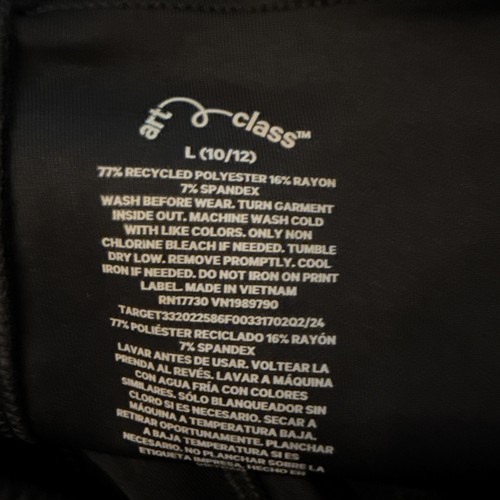 art class™
L (10/12)
77% RECYCLED POLYESTER 16% RAYON
7% SPANDEX
WASH BEFORE WEAR. TURN GARMENT
INSIDE OUT. MACHINE WASH COLD
WITH LIKE COLORS. ONLY NON
CHLORINE BLEACH IF NEEDED. TUMBLE
DRY LOW. REMOVE PROMPTLY. COOL
IRON IF NEEDED. DO NOT IRON ON PRINT
LABEL. MADE IN VIETNAM
RN17730 VN1989790
TARGET332022586F0033170202/24
77% POLIÉSTER RECICLADO 16% RAYÓN
7% SPANDEX
LAVAR ANTES DE USAR. VOLTEAR LA
PRENDA AL REVÉS. LAVAR A MÁQUINA
CON AGUA FRÍA CON COLORES
SIMILARES. SÓLO BLANQUEADOR SIN
CLORO SI ES NECESARIO. SECAR A
MÁQUINA A TEMPERATURA BAJA.
RETIRAR OPORTUNAMENTE. PLANCHAR
A BAJA TEMPERATURA SI ES
NECESARIO. NO PLANCHAR SOBRE LA
ETIQUETA IMPRESA. HECHO EN